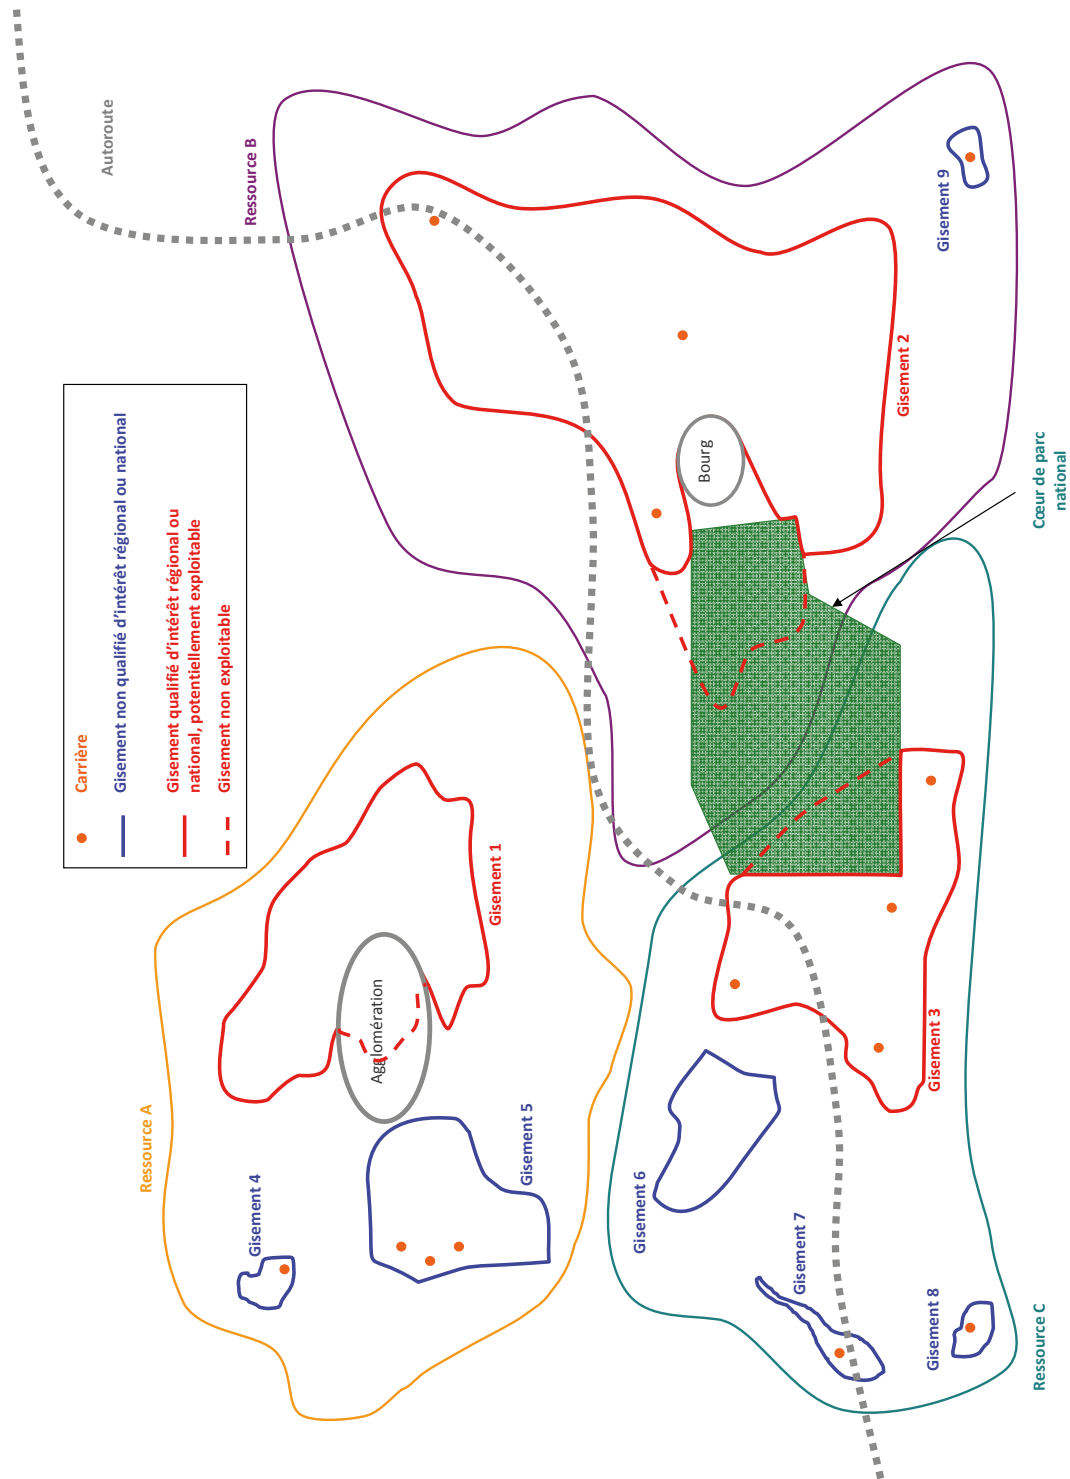 Carrière
Gisement non qualifié d'intérêt régional ou national
Gisement qualifié d'intérêt régional ou
national, potentiellement exploitable
Gisement non exploitable
Autoroute
Ressource B
Ressource A
Gisement 4
Agglomération
Gisement 1
Gisement 5
Gisement 6
Bourg
Gisement 7
Gisement 2
Gisement 9
Gisement 3
Gisement 8
Cœur de parc
national
Ressource C